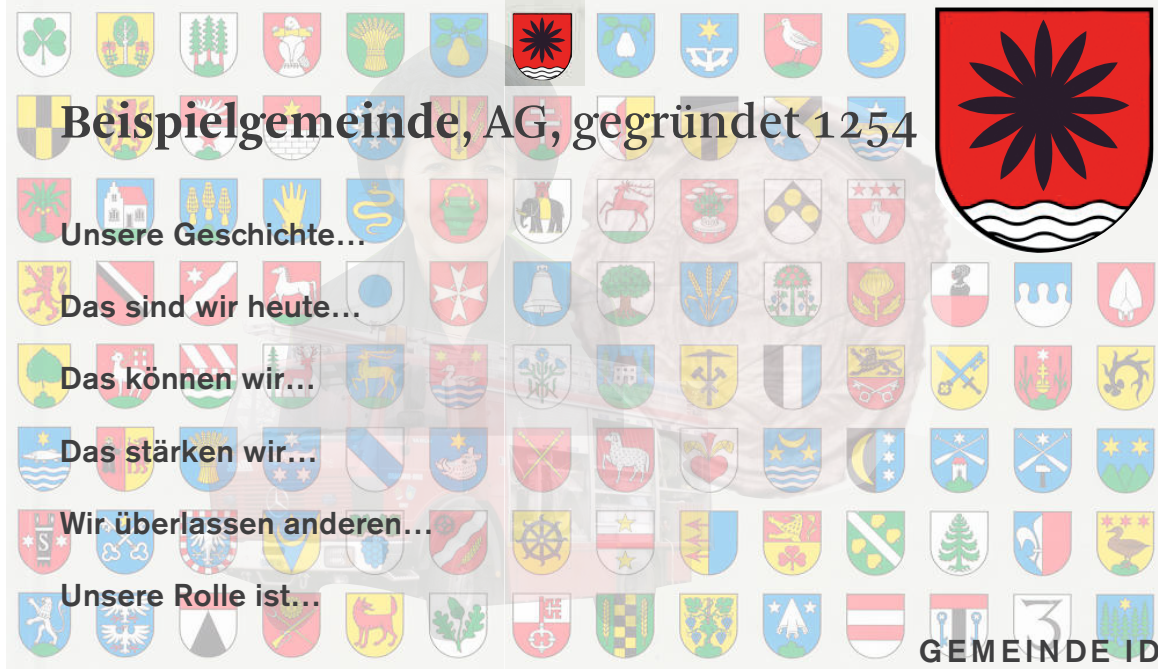 Beispielgemeinde, AG, gegründet 1254
Unsere Geschichte...
Das sind wir heute...
Das können wir...
Das stärken wir...
Wir überlassen anderen...
Unsere Rolle ist...
S
3
GEMEINDE ID